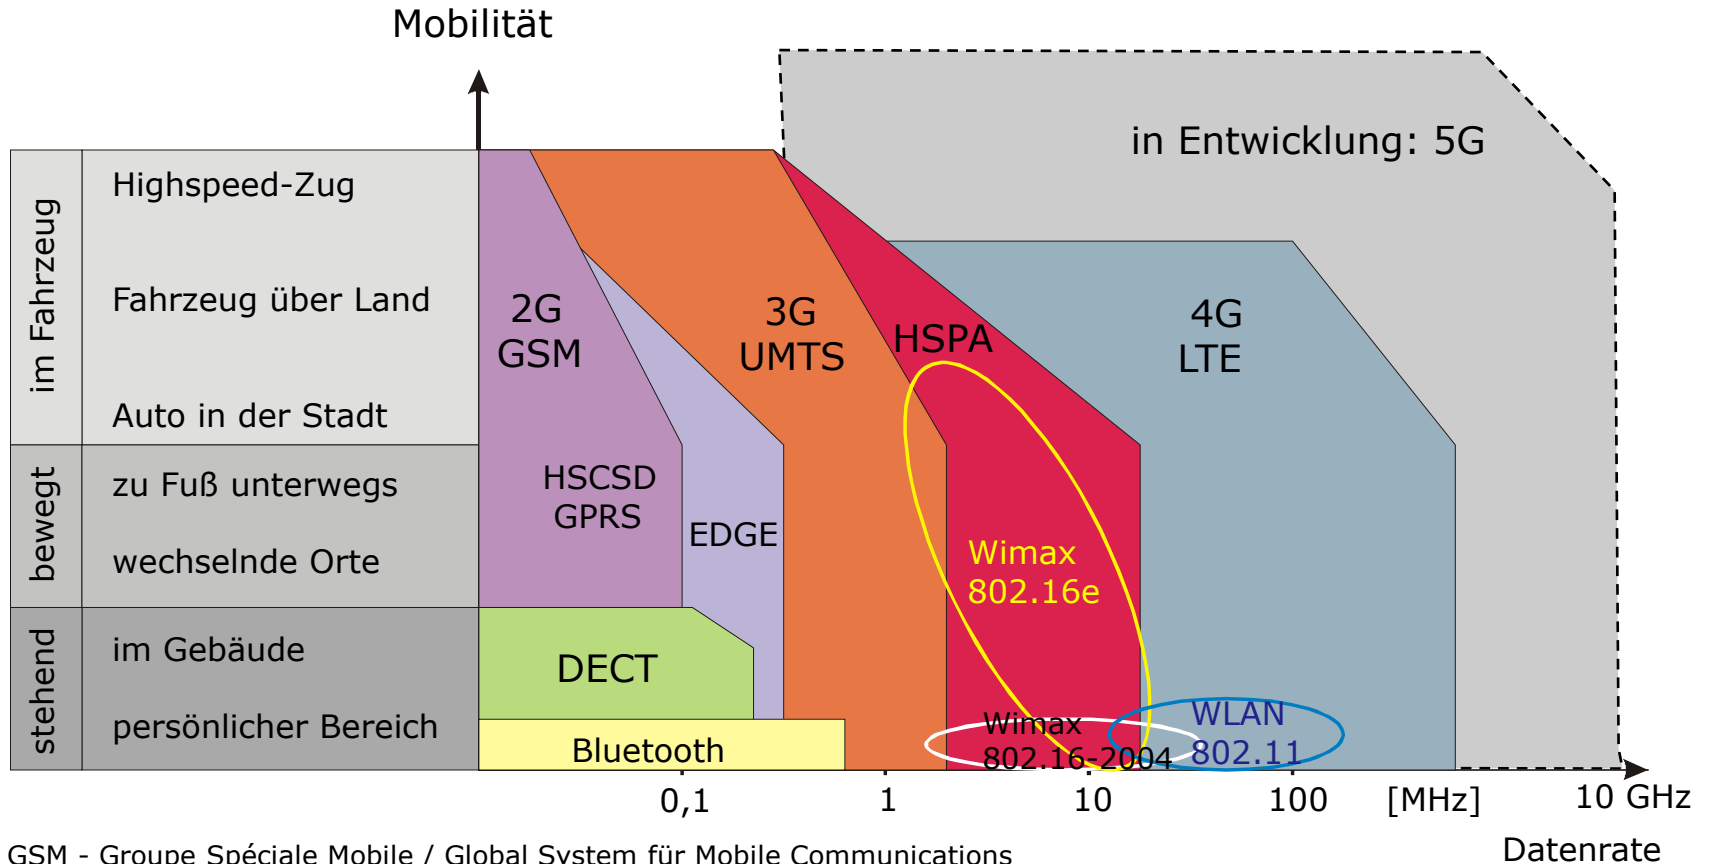 Mobilität
in Entwicklung: 5G
im Fahrzeug
Highspeed-Zug
Fahrzeug über Land
Auto in der Stadt
bewegt
zu Fuß unterwegs
wechselnde Orte
stehend
im Gebäude
persönlicher Bereich
2G
GSM
3G
UMTS
HSPA
4G
LTE
HSCSD
GPRS
EDGE
Wimax
802.16e
DECT
Bluetooth
Wimax
802.16-2004
WLAN
802.11
0,1 1 10 100 [MHz] 10 GHz
Datenrate
GSM - Groupe Spéciale Mobile / Global System für Mobile Communications